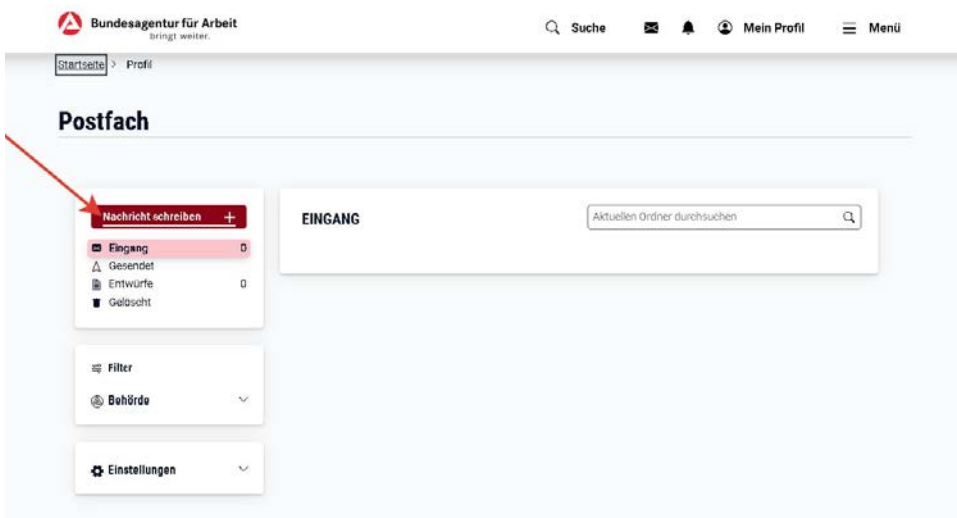 Bundesagentur für Arbeit
bringt weiter.
Suche
Mein Profil
Menü
Startseite > Profil
Postfach
Nachricht schreiben +
Eingang 0
Gesendet
Entwürfe 0
Gelöscht
Filter
Behörde
Einstellungen
EINGANG
Aktuellen Ordner durchsuchen